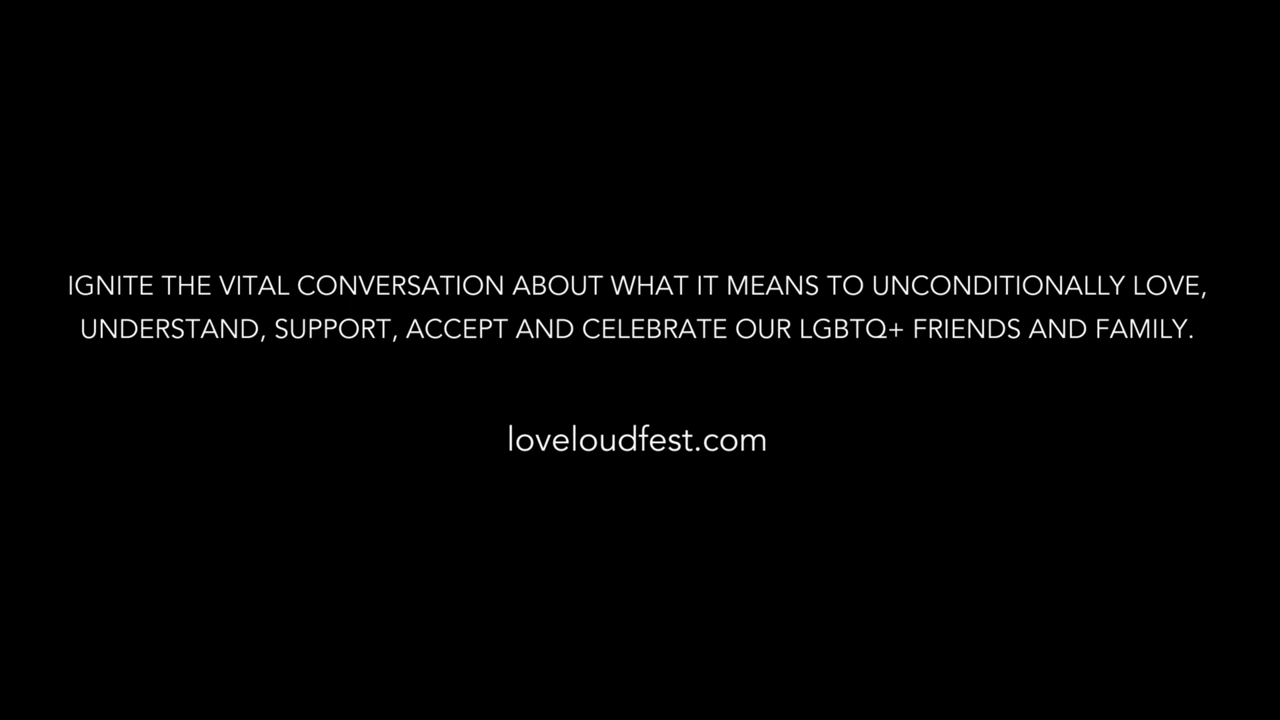 IGNITE THE VITAL CONVERSATION ABOUT WHAT IT MEANS TO UNCONDITIONALLY LOVE,
UNDERSTAND, SUPPORT, ACCEPT AND CELEBRATE OUR LGBTQ+ FRIENDS AND FAMILY.
loveloudfest.com